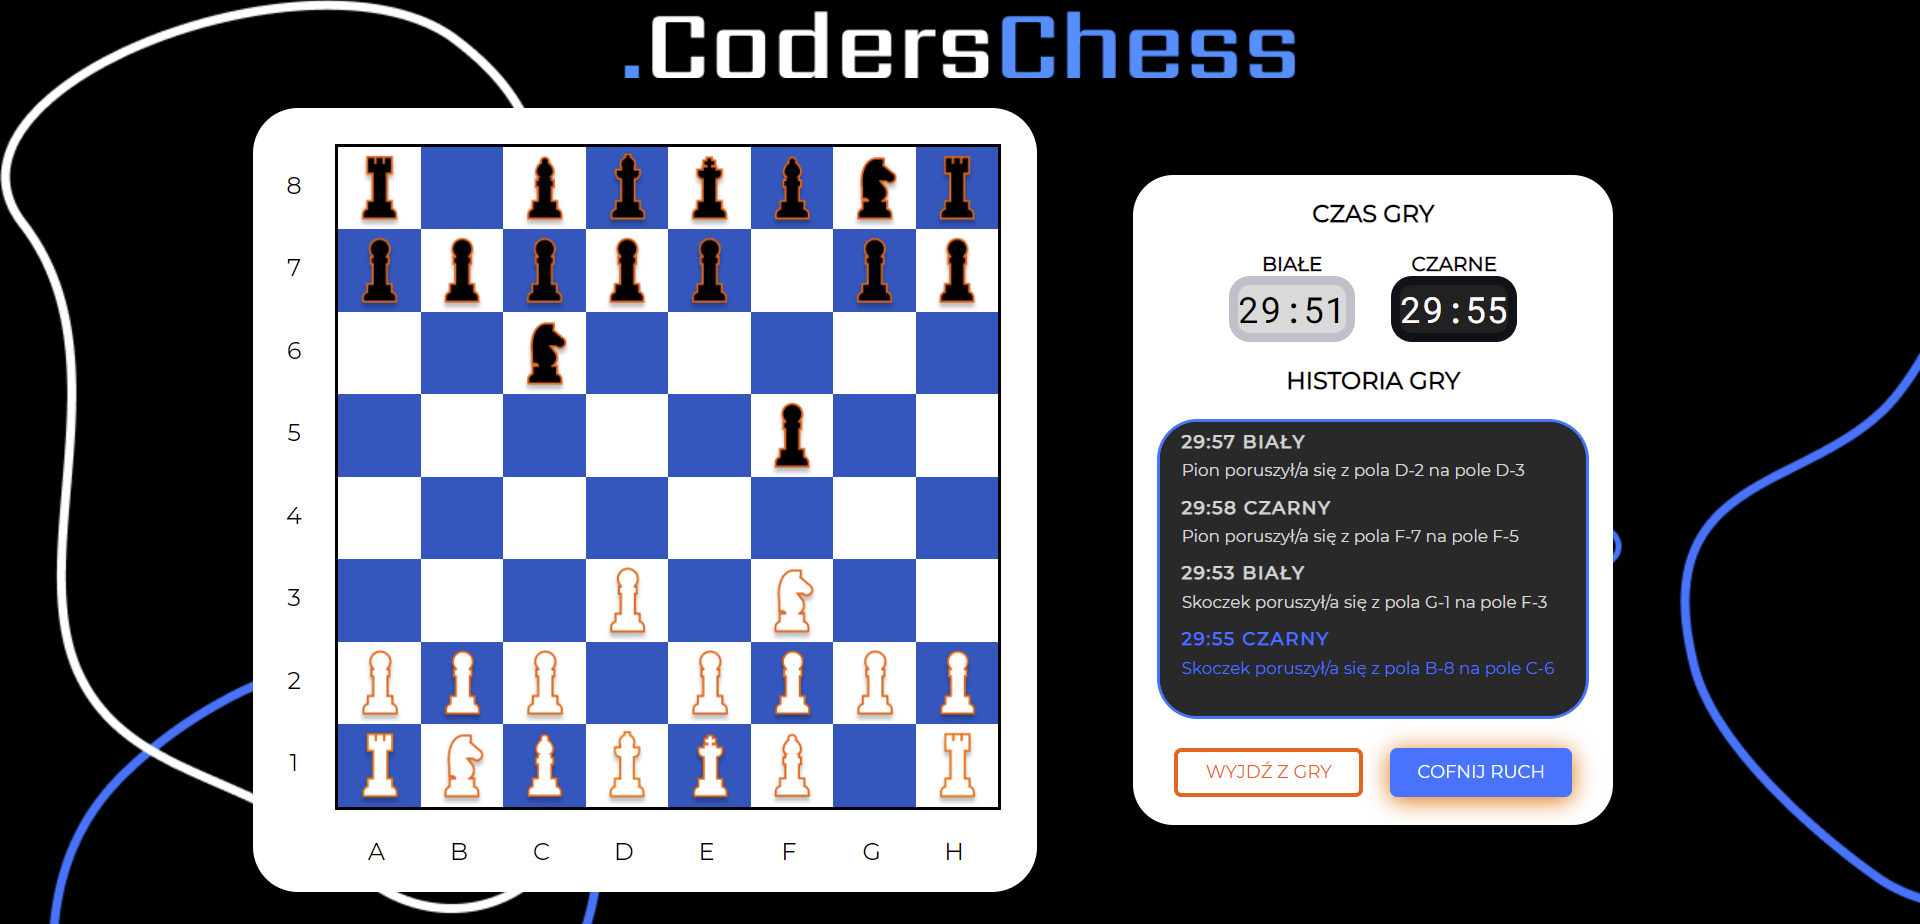 .CodersChess
8
7
6
5
4
3
2
1
A B C D E F G H
CZAS GRY
BIAŁE CZARNE
29:51 29:55
HISTORIA GRY
29:57 BIAŁY
Pion poruszył/a się z pola D-2 na pole D-3
29:58 CZARNY
Pion poruszył/a się z pola F-7 na pole F-5
29:53 BIAŁY
Skoczek poruszył/a się z pola G-1 na pole F-3
29:55 CZARNY
Skoczek poruszył/a się z pola B-8 na pole C-6
WYJDŹ Z GRY COFNIJ RUCH